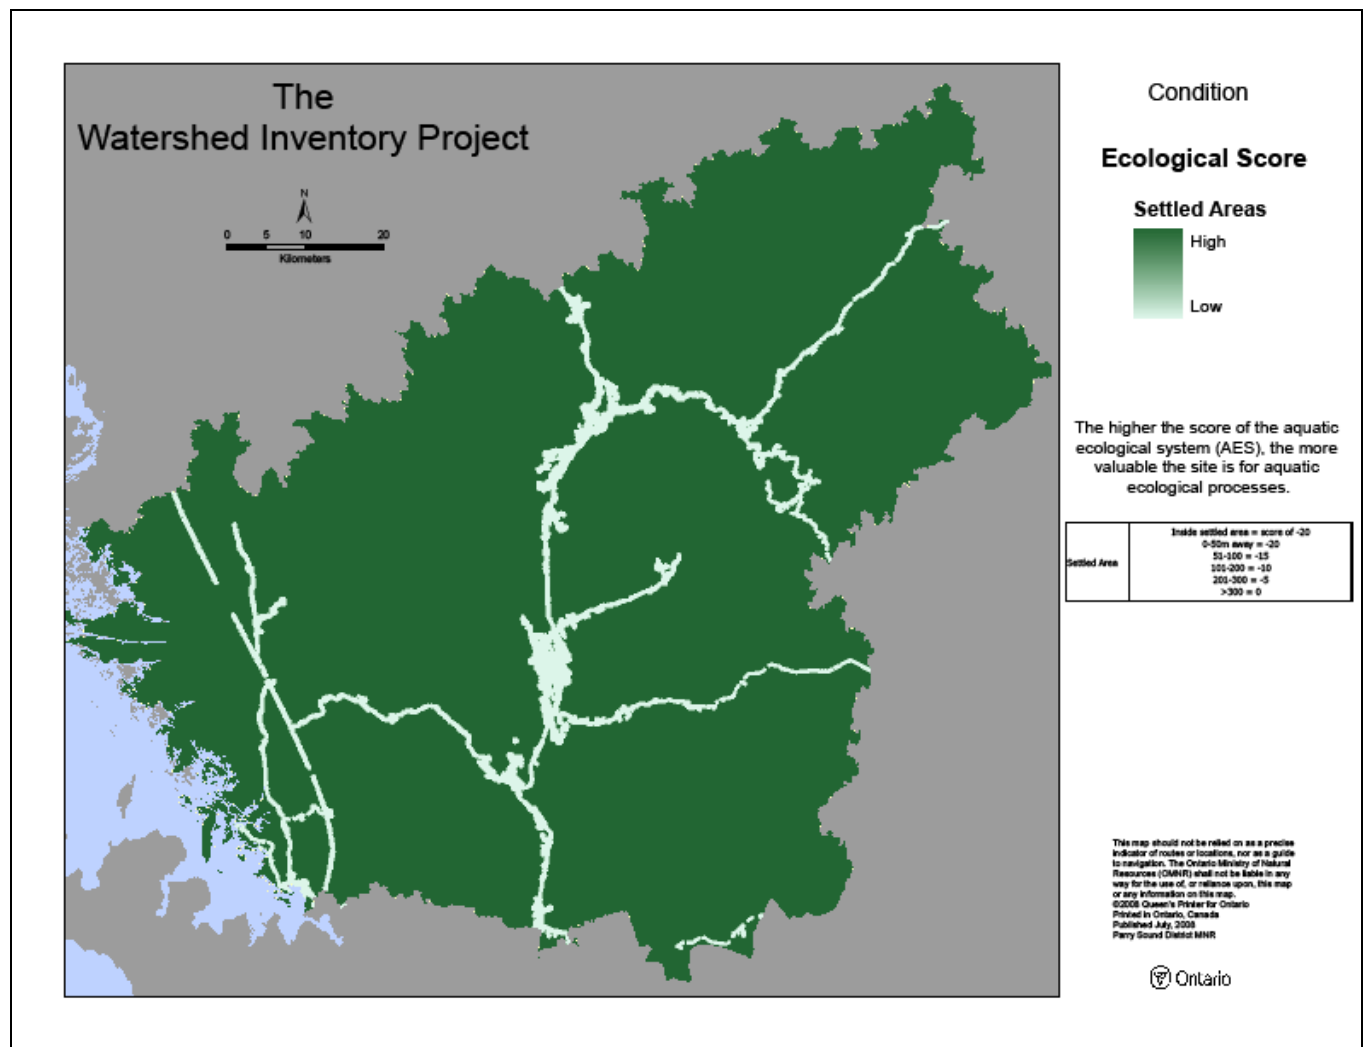 The
Watershed Inventory Project
N
0 5 10 20
Kilometers
Condition
Ecological Score
Settled Areas
High
Low
The higher the score of the aquatic
ecological system (AES), the more
valuable the site is for aquatic
ecological processes.
Settled Area
Inside settled area = score of -20
0-50m away = -20
51-100 = -15
101-200 = -10
201-300 = -5
>300 = 0
This map should not be relied on as a precise
indicator of routes or locations, nor as a guide
to navigation. The Ontario Ministry of Natural
Resources (OMNR) shall not be liable in any
way for the use of, or reliance upon, this map
or any information on this map.
©2008 Queen's Printer for Ontario
Printed in Ontario, Canada
Published July, 2008
Parry Sound District MNR
Ontario